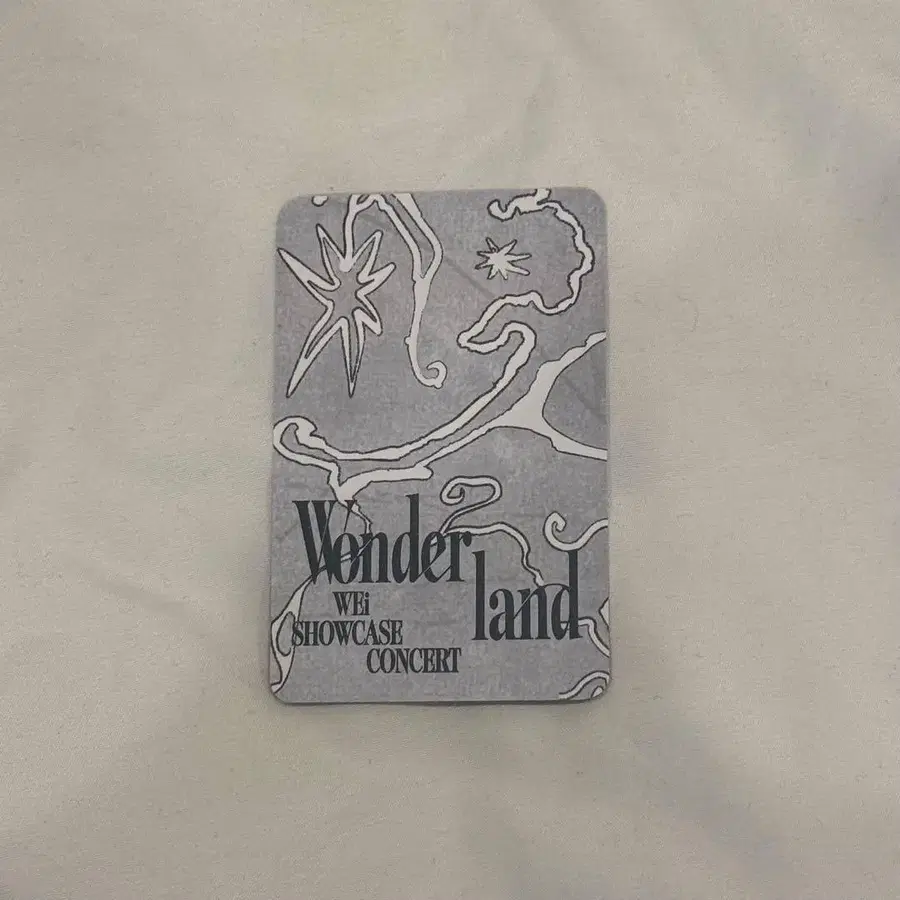 Wonder
land
WEi
SHOWCASE
CONCERT